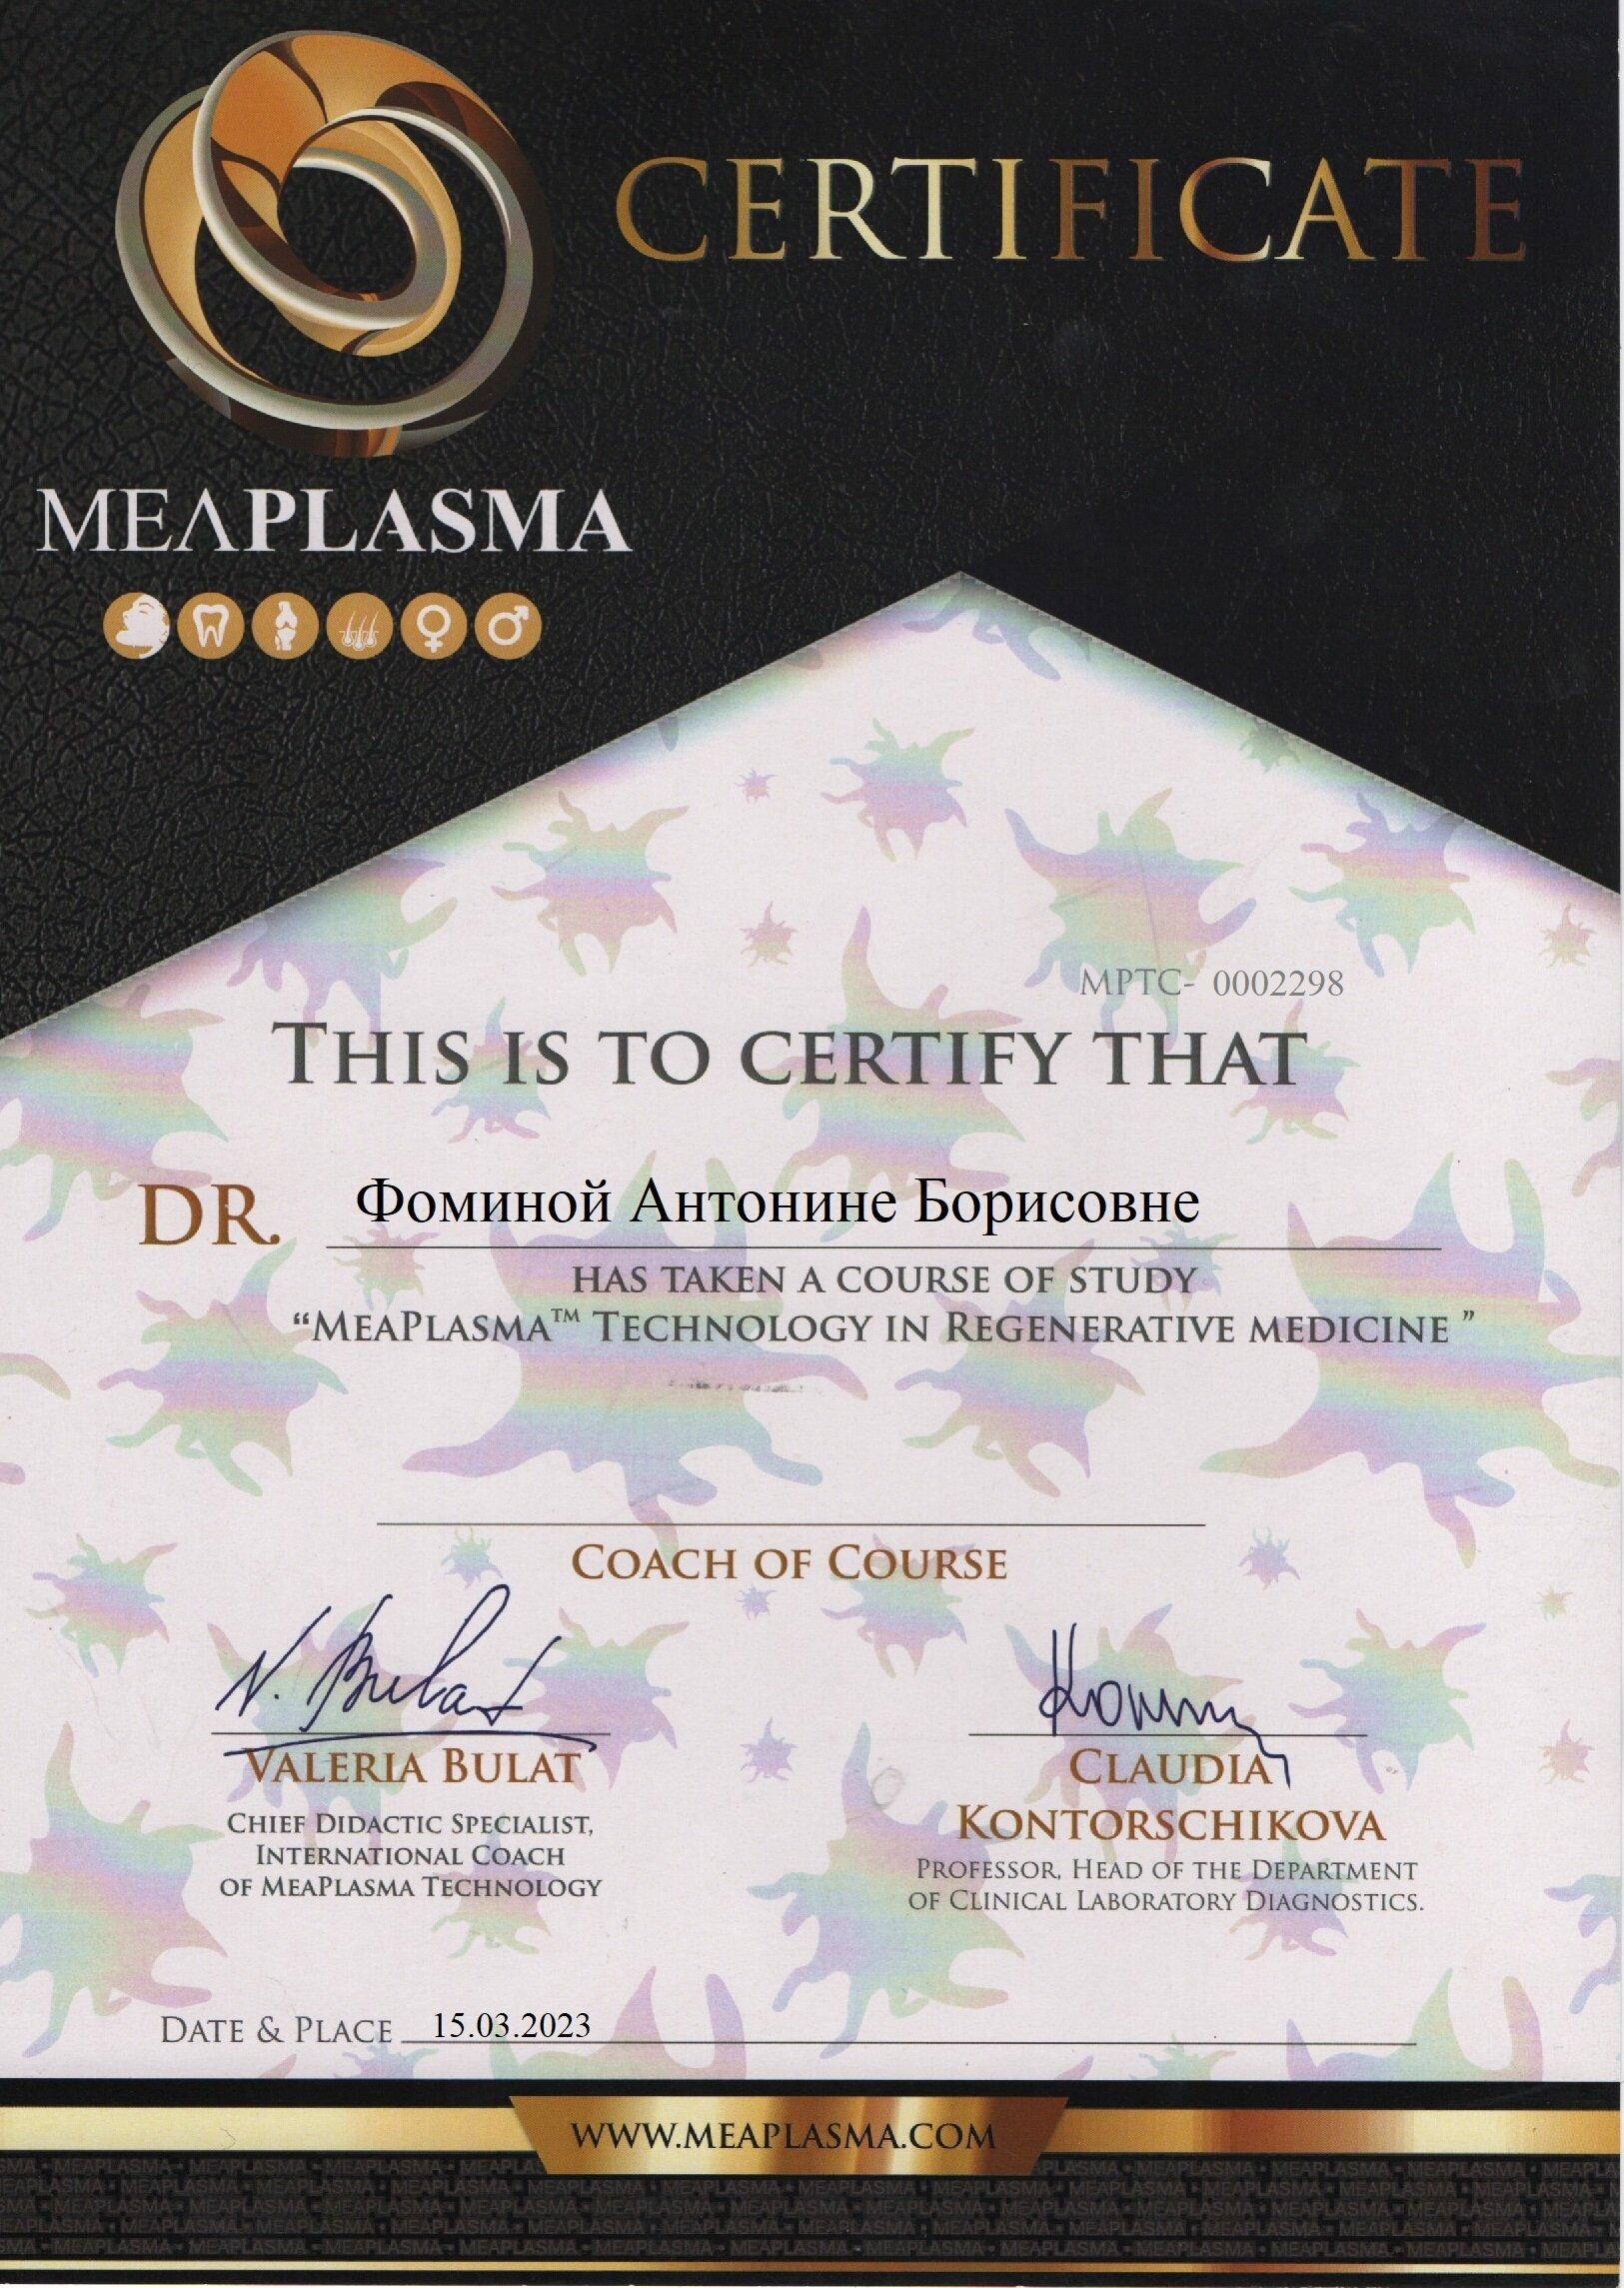 CERTIFICATE
MEΛPLASMA
MPTC- 0002298
THIS IS TO CERTIFY THAT
DR. Фоминой Антонине Борисовне
HAS TAKEN A COURSE OF STUDY
“MEAPLASMA™ TECHNOLOGY IN REGENERATIVE MEDICINE”
COACH OF COURSE
V. Bulat
VALERIA BULAT
CHIEF DIDACTIC SPECIALIST,
INTERNATIONAL COACH
OF MEAPLASMA TECHNOLOGY
CLAUDIA
KONTORSCHIKOVA
PROFESSOR, HEAD OF THE DEPARTMENT
OF CLINICAL LABORATORY DIAGNOSTICS.
DATE & PLACE 15.03.2023
WWW.MEAPLASMA.COM